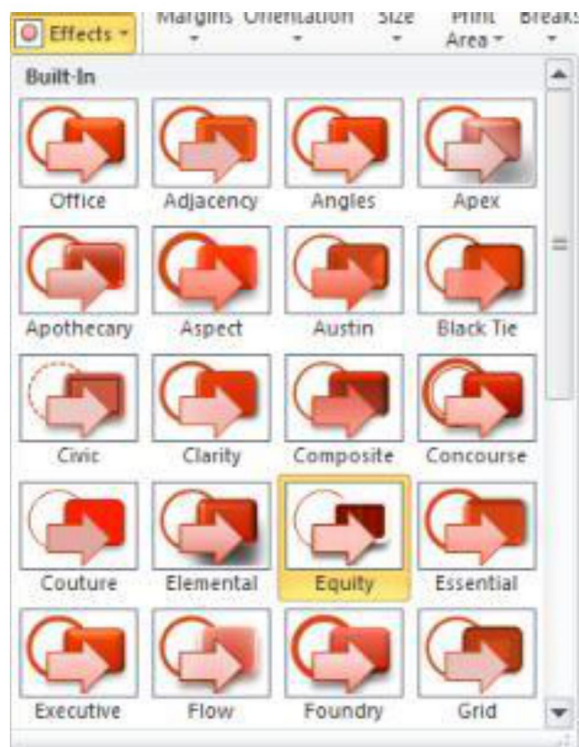 Margins Orientation Size Print Breaks
Effects Area
Built-In
Office Adjacency Angles Apex
Apothecary Aspect Austin Black Tie
Civic Clarity Composite Concourse
Couture Elemental Equity Essential
Executive Flow Foundry Grid